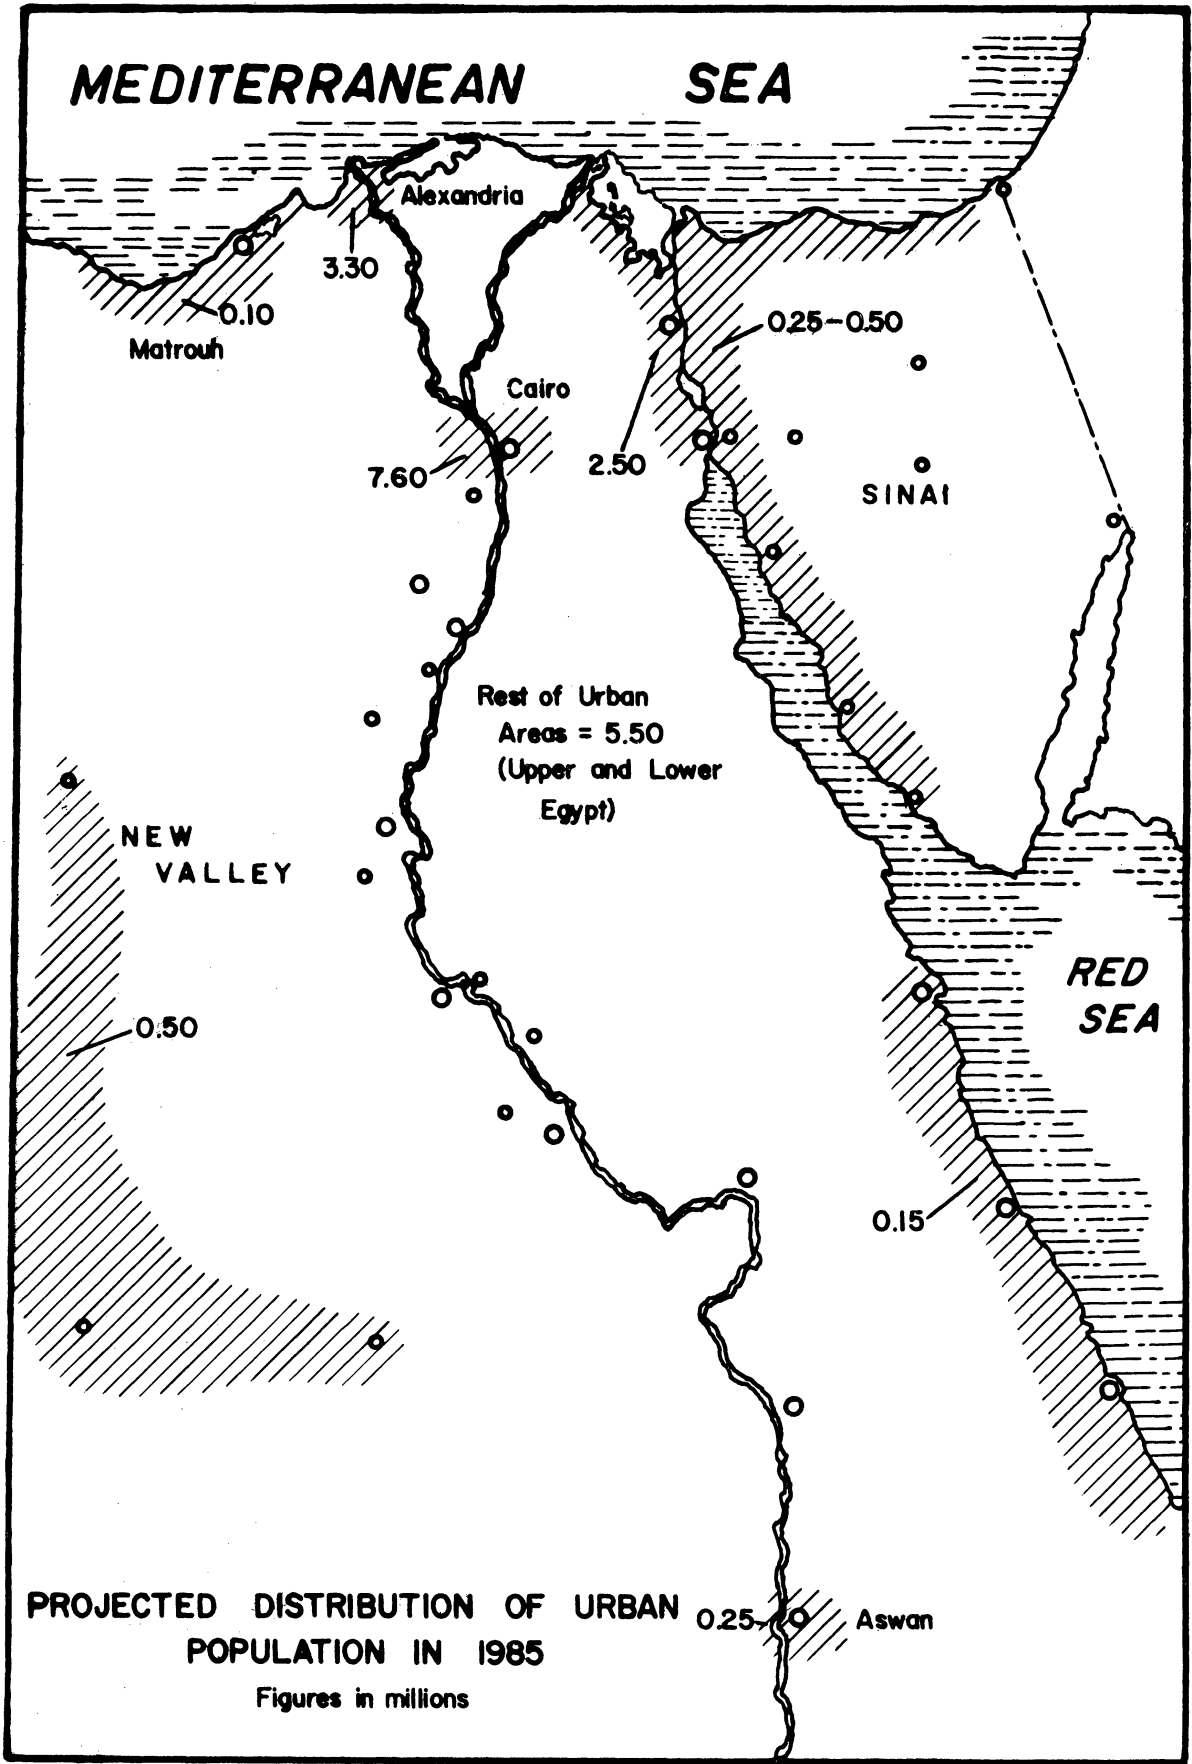 MEDITERRANEAN SEA
Alexandria
3.30
0.10
Matrouh
0.25-0.50
Cairo
7.60
2.50
SINAI
Rest of Urban
Areas = 5.50
(Upper and Lower
Egypt)
NEW
VALLEY
0.50
RED
SEA
0.15
PROJECTED DISTRIBUTION OF URBAN
POPULATION IN 1985
Figures in millions
0.25
Aswan